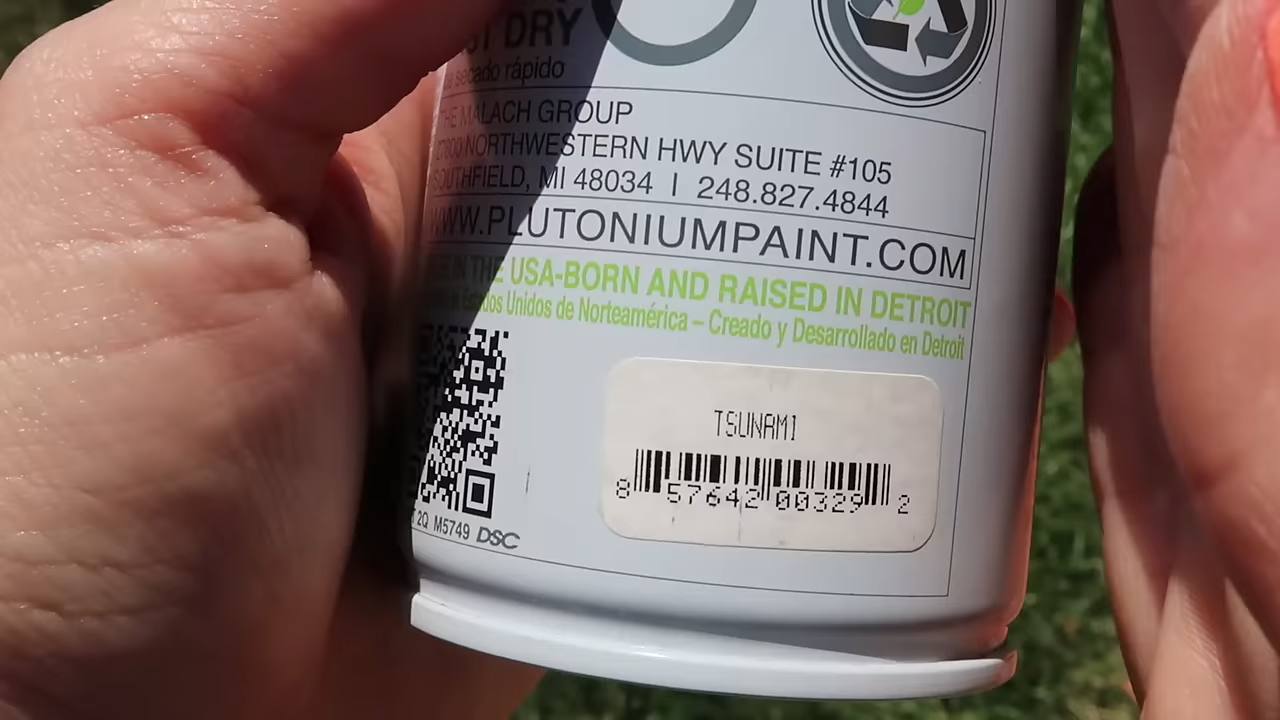 DRY
secado rápido
THE MALACH GROUP
NORTHWESTERN HWY SUITE #105
SOUTHFIELD, MI 48034 | 248.827.4844
WWW.PLUTONIUMPAINT.COM
IN THE USA-BORN AND RAISED IN DETROIT
Estados Unidos de Norteamérica – Creado y Desarrollado en Detroit
TSUNAMI
8 57642 00329 2
2Q M5749 DSC